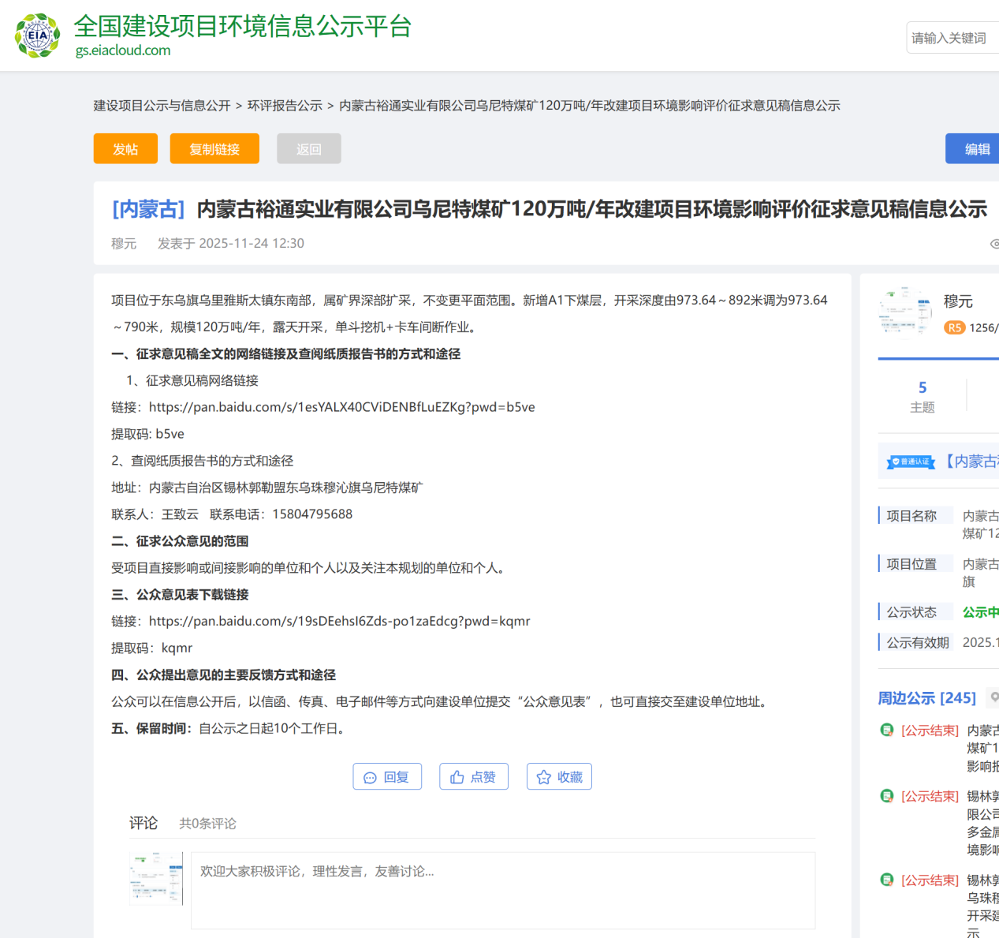 EIA
全国建设项目环境信息公示平台
gs.eiacloud.com
请输入关键词
建设项目公示与信息公开 > 环评报告公示 > 内蒙古裕通实业有限公司乌尼特煤矿120万吨/年改建项目环境影响评价征求意见稿信息公示
发帖 复制链接 返回 编辑
[内蒙古] 内蒙古裕通实业有限公司乌尼特煤矿120万吨/年改建项目环境影响评价征求意见稿信息公示
穆元 发表于 2025-11-24 12:30
项目位于东乌旗乌里雅斯太镇东南部，属矿界深部扩采，不变更平面范围。新增A1下煤层，开采深度由973.64～892米调为973.64
～790米，规模120万吨/年，露天开采，单斗挖机+卡车间断作业。
一、征求意见稿全文的网络链接及查阅纸质报告书的方式和途径
1、征求意见稿网络链接
链接：https://pan.baidu.com/s/1esYALX40CViDENBfLuEZKg?pwd=b5ve
提取码: b5ve
2、查阅纸质报告书的方式和途径
地址：内蒙古自治区锡林郭勒盟东乌珠穆沁旗乌尼特煤矿
联系人：王致云 联系电话：15804795688
二、征求公众意见的范围
受项目直接影响或间接影响的单位和个人以及关注本规划的单位和个人。
三、公众意见表下载链接
链接：https://pan.baidu.com/s/19sDEehsI6Zds-po1zaEdcg?pwd=kqmr
提取码：kqmr
四、公众提出意见的主要反馈方式和途径
公众可以在信息公开后，以信函、传真、电子邮件等方式向建设单位提交“公众意见表”，也可直接交至建设单位地址。
五、保留时间：自公示之日起10个工作日。
回复 点赞 收藏
评论 共0条评论
欢迎大家积极评论，理性发言，友善讨论...
穆元
R5 1256/
5
主题
普通认证 【内蒙古
项目名称 内蒙古
煤矿12
项目位置 内蒙古
旗
公示状态 公示中
公示有效期 2025.1
周边公示 [245]
[公示结束] 内蒙古
煤矿1
影响报
[公示结束] 锡林郭
限公司
多金属
境影响
[公示结束] 锡林郭
乌珠穆
开采建
示